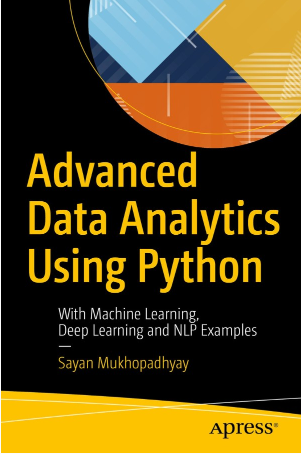 Advanced
Data Analytics
Using Python
With Machine Learning,
Deep Learning and NLP Examples
—
Sayan Mukhopadhyay
Apress®